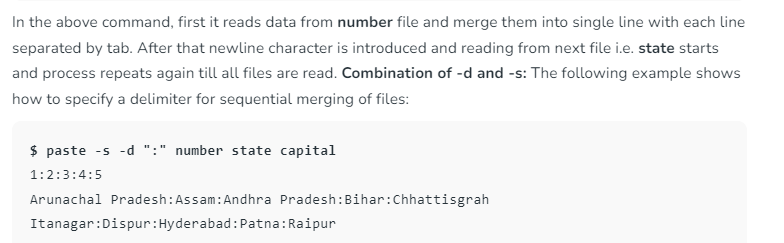 In the above command, first it reads data from number file and merge them into single line with each line
separated by tab. After that newline character is introduced and reading from next file i.e. state starts
and process repeats again till all files are read. Combination of -d and -s: The following example shows
how to specify a delimiter for sequential merging of files:
$ paste -s -d ":" number state capital
1:2:3:4:5
Arunachal Pradesh:Assam:Andhra Pradesh:Bihar:Chhattisgrah
Itanagar:Dispur:Hyderabad:Patna:Raipur